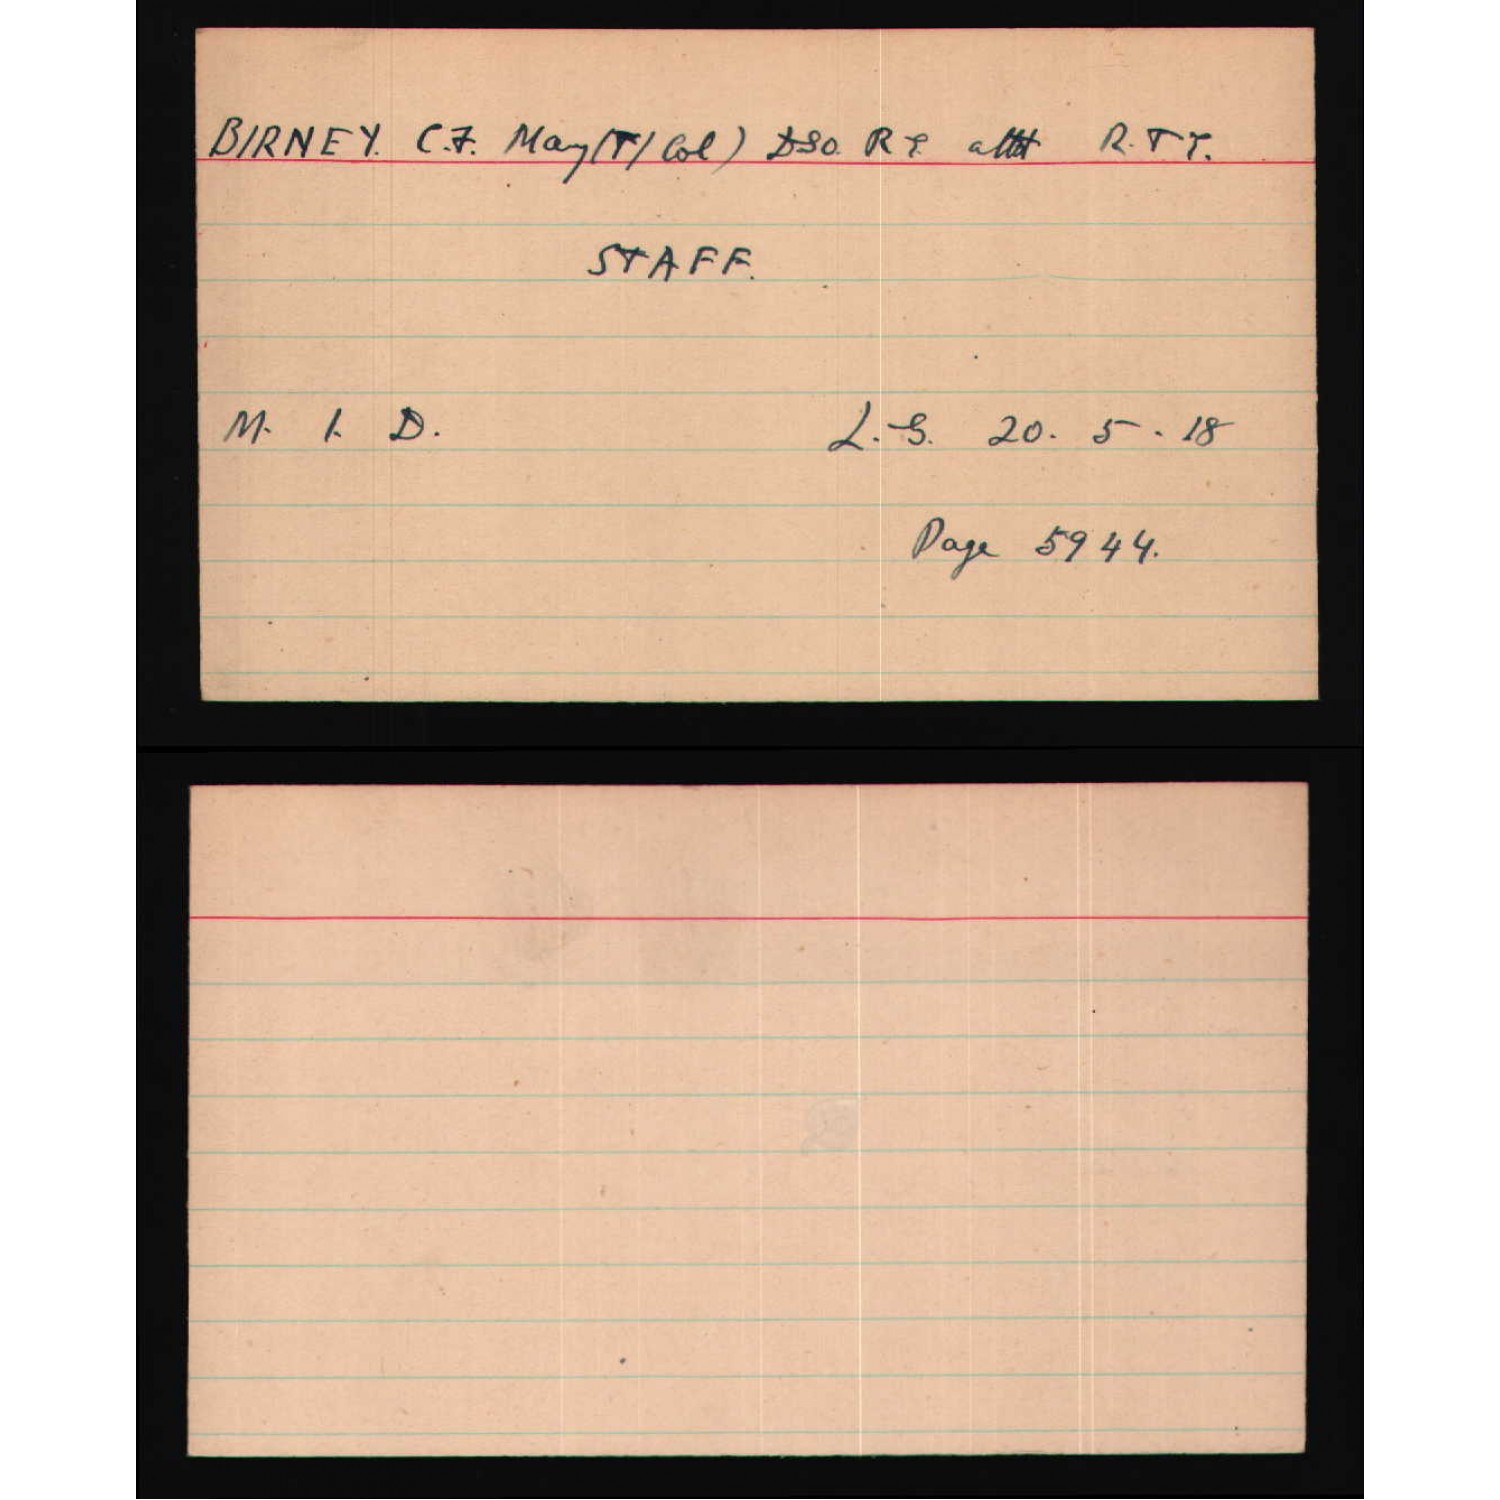 BIRNEY. C.F. Maj (T/Col) DSO. R.E. attd R.T.E.
STAFF.
M. I. D. L.G. 20. 5. 18
Page 5944.